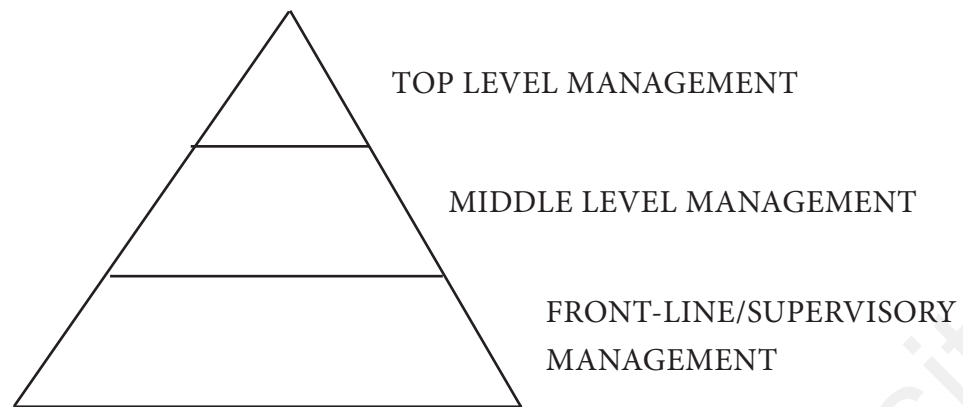 TOP LEVEL MANAGEMENT
MIDDLE LEVEL MANAGEMENT
FRONT-LINE/SUPERVISORY
MANAGEMENT